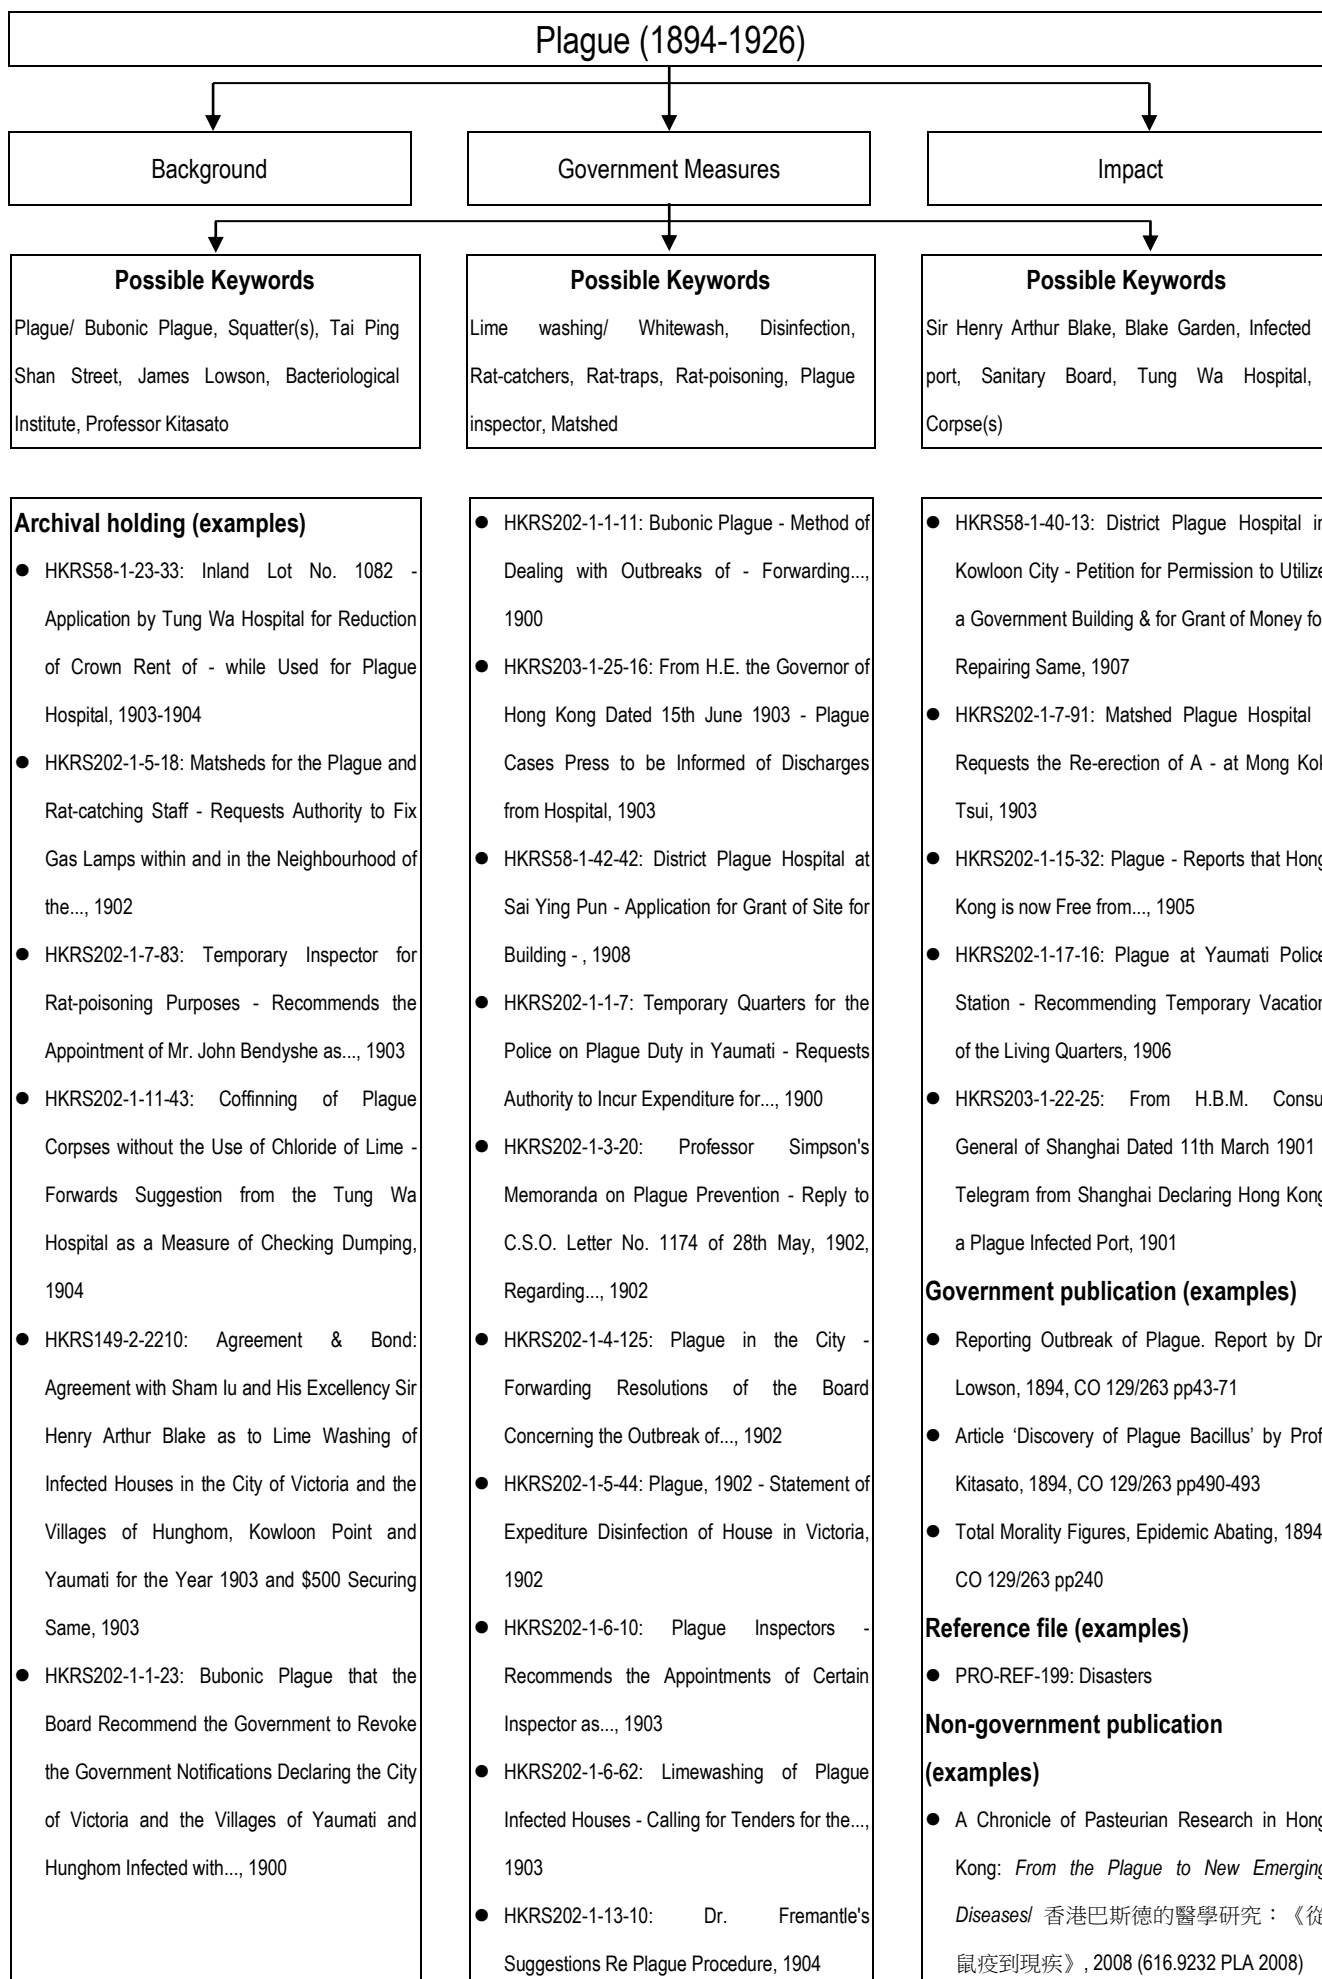 Plague (1894-1926)
Background
Government Measures
Impact
Possible Keywords
Plague/ Bubonic Plague, Squatter(s), Tai Ping
Shan Street, James Lowson, Bacteriological
Institute, Professor Kitasato
Possible Keywords
Lime washing/ Whitewash, Disinfection,
Rat-catchers, Rat-traps, Rat-poisoning, Plague
inspector, Matshed
Possible Keywords
Sir Henry Arthur Blake, Blake Garden, Infected
port, Sanitary Board, Tung Wa Hospital,
Corpse(s)
Archival holding (examples)
● HKRS58-1-23-33: Inland Lot No. 1082 -
Application by Tung Wa Hospital for Reduction
of Crown Rent of - while Used for Plague
Hospital, 1903-1904
● HKRS202-1-5-18: Matsheds for the Plague and
Rat-catching Staff - Requests Authority to Fix
Gas Lamps within and in the Neighbourhood of
the..., 1902
● HKRS202-1-7-83: Temporary Inspector for
Rat-poisoning Purposes - Recommends the
Appointment of Mr. John Bendyshe as..., 1903
● HKRS202-1-11-43: Coffinning of Plague
Corpses without the Use of Chloride of Lime -
Forwards Suggestion from the Tung Wa
Hospital as a Measure of Checking Dumping,
1904
● HKRS149-2-2210: Agreement & Bond:
Agreement with Sham Iu and His Excellency Sir
Henry Arthur Blake as to Lime Washing of
Infected Houses in the City of Victoria and the
Villages of Hunghom, Kowloon Point and
Yaumati for the Year 1903 and $500 Securing
Same, 1903
● HKRS202-1-1-23: Bubonic Plague that the
Board Recommend the Government to Revoke
the Government Notifications Declaring the City
of Victoria and the Villages of Yaumati and
Hunghom Infected with..., 1900
● HKRS202-1-1-11: Bubonic Plague - Method of
Dealing with Outbreaks of - Forwarding...,
1900
● HKRS203-1-25-16: From H.E. the Governor of
Hong Kong Dated 15th June 1903 - Plague
Cases Press to be Informed of Discharges
from Hospital, 1903
● HKRS58-1-42-42: District Plague Hospital at
Sai Ying Pun - Application for Grant of Site for
Building - , 1908
● HKRS202-1-1-7: Temporary Quarters for the
Police on Plague Duty in Yaumati - Requests
Authority to Incur Expenditure for..., 1900
● HKRS202-1-3-20: Professor Simpson's
Memoranda on Plague Prevention - Reply to
C.S.O. Letter No. 1174 of 28th May, 1902,
Regarding..., 1902
● HKRS202-1-4-125: Plague in the City -
Forwarding Resolutions of the Board
Concerning the Outbreak of..., 1902
● HKRS202-1-5-44: Plague, 1902 - Statement of
Expediture Disinfection of House in Victoria,
1902
● HKRS202-1-6-10: Plague Inspectors -
Recommends the Appointments of Certain
Inspector as..., 1903
● HKRS202-1-6-62: Limewashing of Plague
Infected Houses - Calling for Tenders for the...,
1903
● HKRS202-1-13-10: Dr. Fremantle's
Suggestions Re Plague Procedure, 1904
● HKRS58-1-40-13: District Plague Hospital in
Kowloon City - Petition for Permission to Utilize
a Government Building & for Grant of Money fo
Repairing Same, 1907
● HKRS202-1-7-91: Matshed Plague Hospital
Requests the Re-erection of A - at Mong Kok
Tsui, 1903
● HKRS202-1-15-32: Plague - Reports that Hong
Kong is now Free from..., 1905
● HKRS202-1-17-16: Plague at Yaumati Police
Station - Recommending Temporary Vacation
of the Living Quarters, 1906
● HKRS203-1-22-25: From H.B.M. Consu
General of Shanghai Dated 11th March 1901
Telegram from Shanghai Declaring Hong Kong
a Plague Infected Port, 1901
Government publication (examples)
● Reporting Outbreak of Plague. Report by Dr
Lowson, 1894, CO 129/263 pp43-71
● Article ‘Discovery of Plague Bacillus’ by Prof
Kitasato, 1894, CO 129/263 pp490-493
● Total Morality Figures, Epidemic Abating, 1894
CO 129/263 pp240
Reference file (examples)
● PRO-REF-199: Disasters
Non-government publication
(examples)
● A Chronicle of Pasteurian Research in Hong
Kong: From the Plague to New Emerging
Diseases/ 香港巴斯德的醫學研究：《從
鼠疫到現疾》, 2008 (616.9232 PLA 2008)